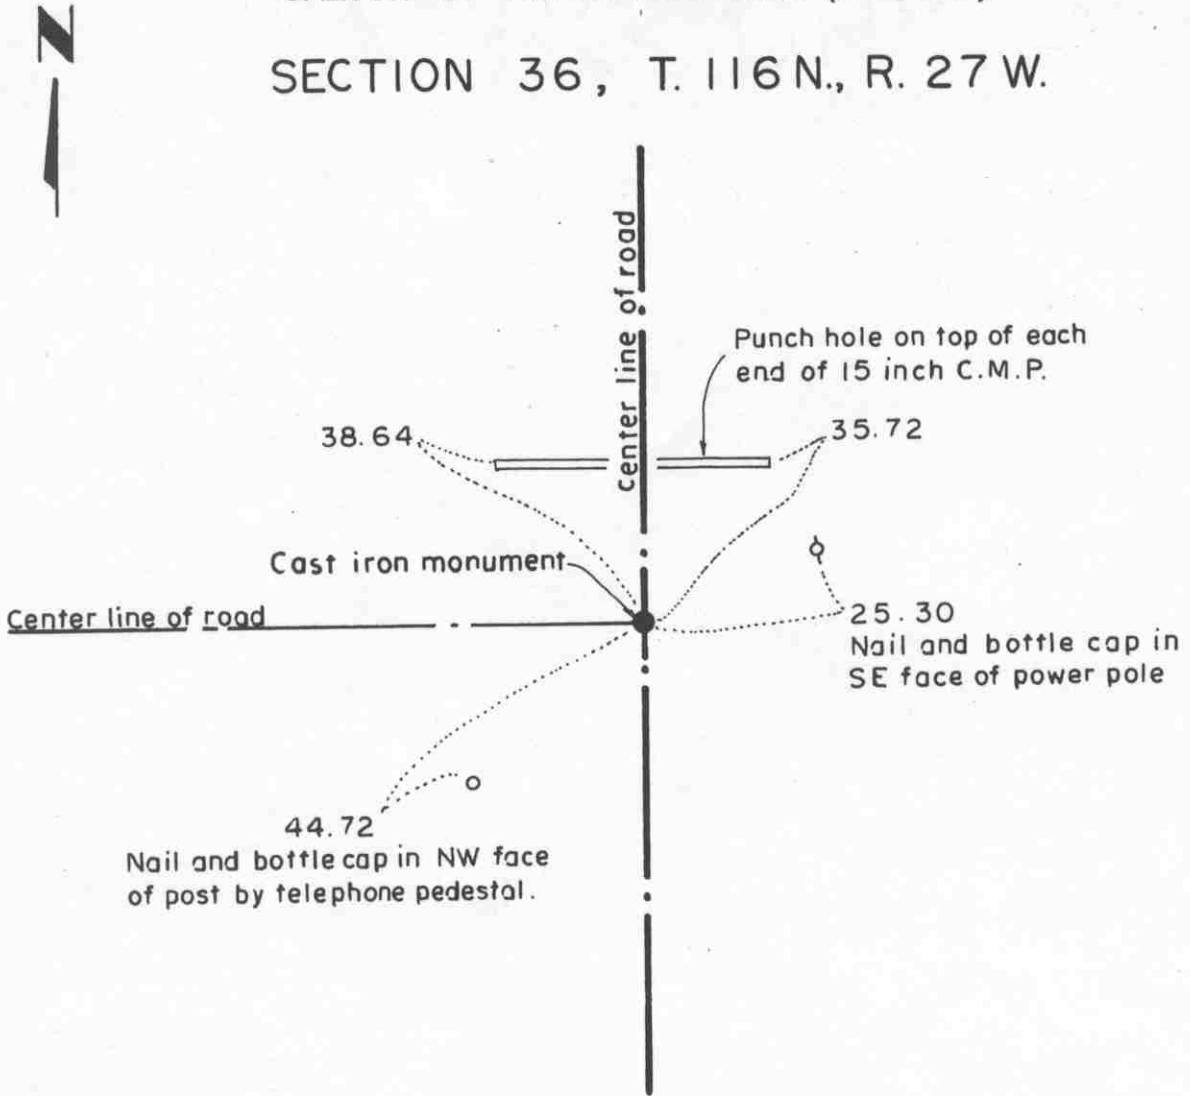 N
SECTION 36, T. 116 N., R. 27 W.
center line of road
Punch hole on top of each
end of 15 inch C.M.P.
38.64
35.72
Cast iron monument
Center line of road
25.30
Nail and bottle cap in
SE face of power pole
44.72
Nail and bottle cap in NW face
of post by telephone pedestal.